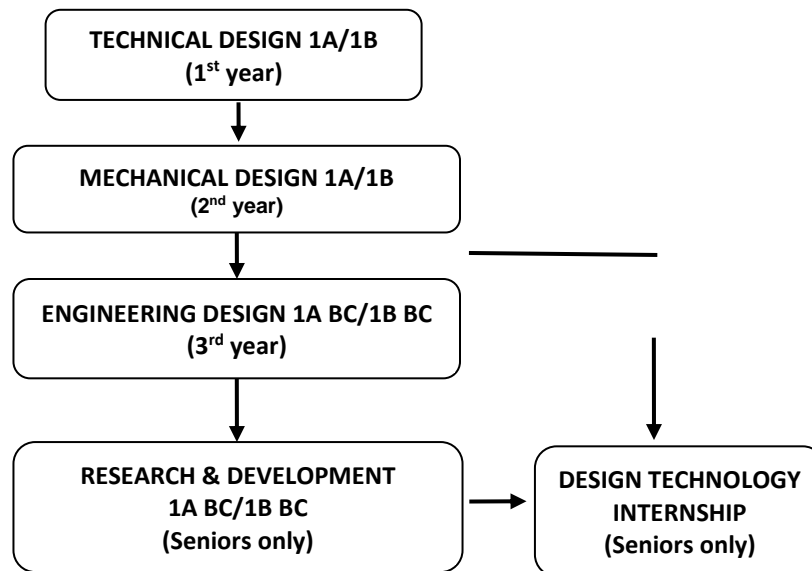 TECHNICAL DESIGN 1A/1B
(1st year)
MECHANICAL DESIGN 1A/1B
(2nd year)
ENGINEERING DESIGN 1A BC/1B BC
(3rd year)
RESEARCH & DEVELOPMENT
1A BC/1B BC
(Seniors only)
DESIGN TECHNOLOGY
INTERNSHIP
(Seniors only)